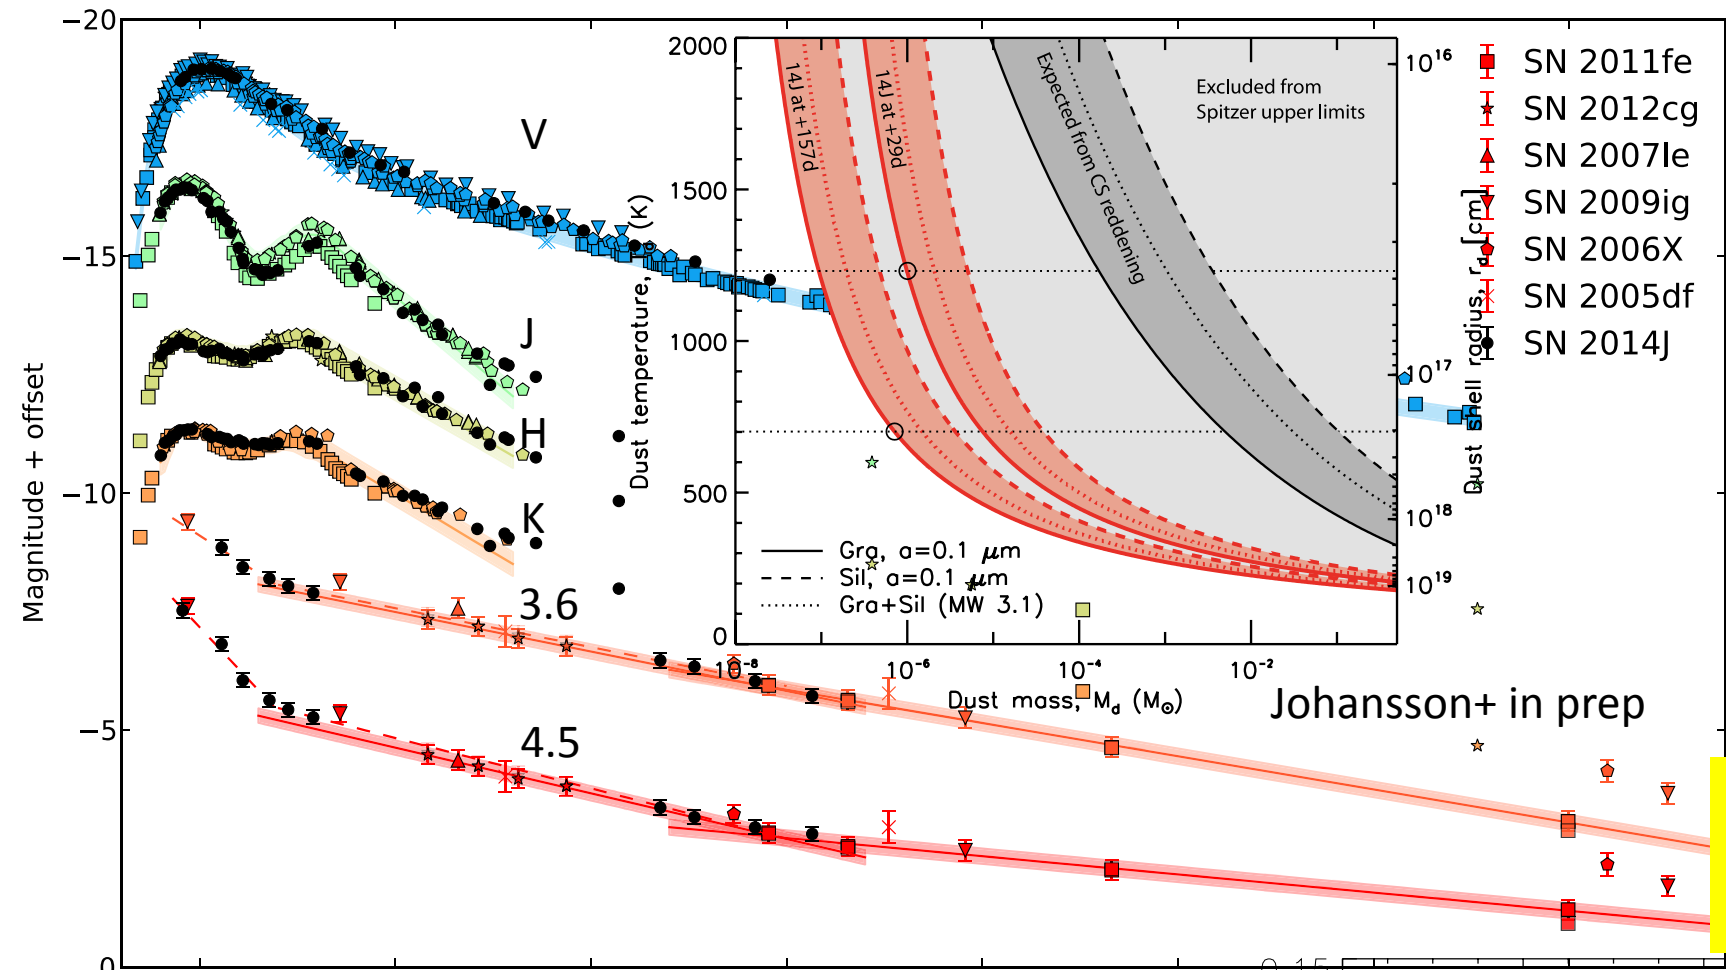 −20
−15
−10
−5
0
Magnitude + offset
V
J
H
K
3.6
4.5
2000
1500
1000
500
0
Dust temperature, (K)
14J at +157d
14J at +29d
Expected from CS reddening
Excluded from
Spitzer upper limits
Gra, a=0.1 μm
Sil, a=0.1 μm
Gra+Sil (MW 3.1)
10⁻⁸
10⁻⁶
10⁻⁴
10⁻²
Dust mass, M_d (M☉)
10¹⁶
10¹⁷
10¹⁸
10¹⁹
Dust shell radius, r_d [cm]
SN 2011fe
SN 2012cg
SN 2007le
SN 2009ig
SN 2006X
SN 2005df
SN 2014J
Johansson+ in prep